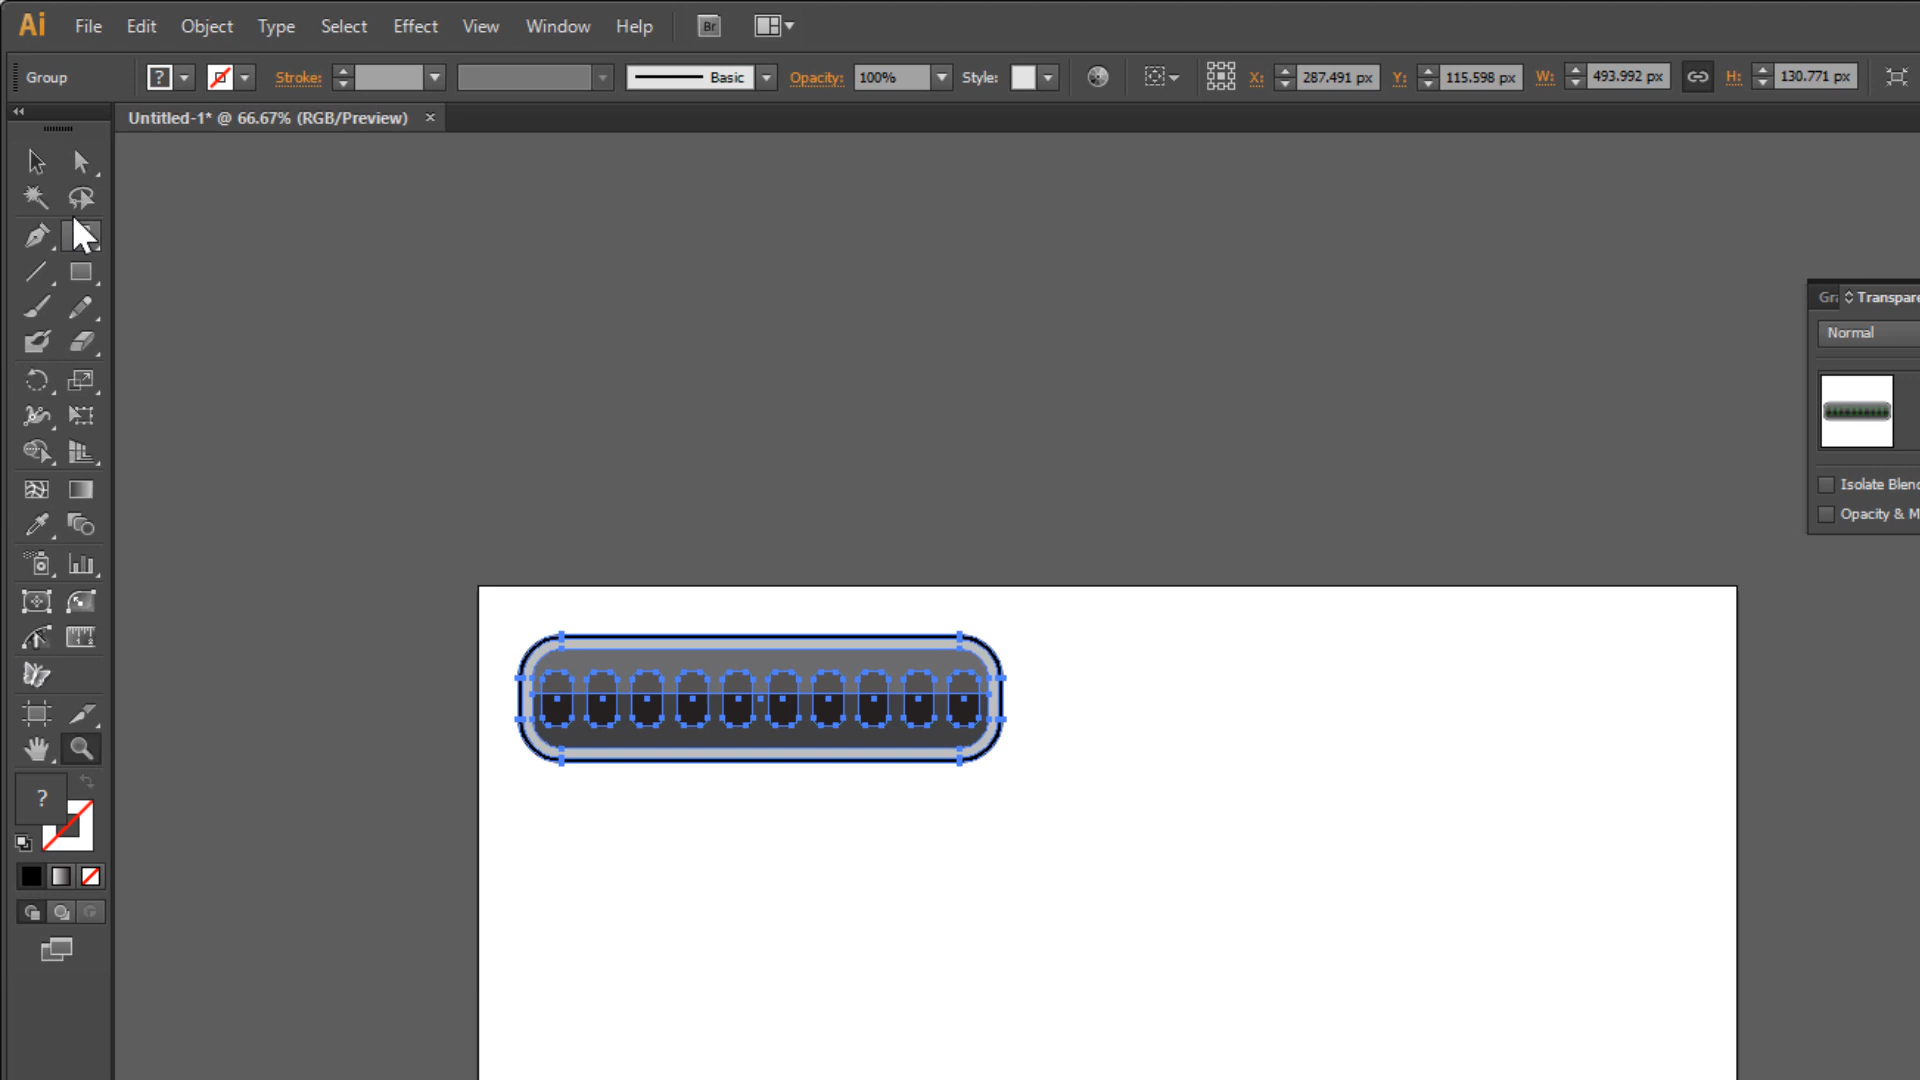 Ai File Edit Object Type Select Effect View Window Help Br
Group ? Stroke: Basic Opacity: 100% Style: X: 287.491 px Y: 115.598 px W: 493.992 px H: 130.771 px
Untitled-1* @ 66.67% (RGB/Preview) ×
Gr Transpare
Normal
Isolate Blen
Opacity & M
?